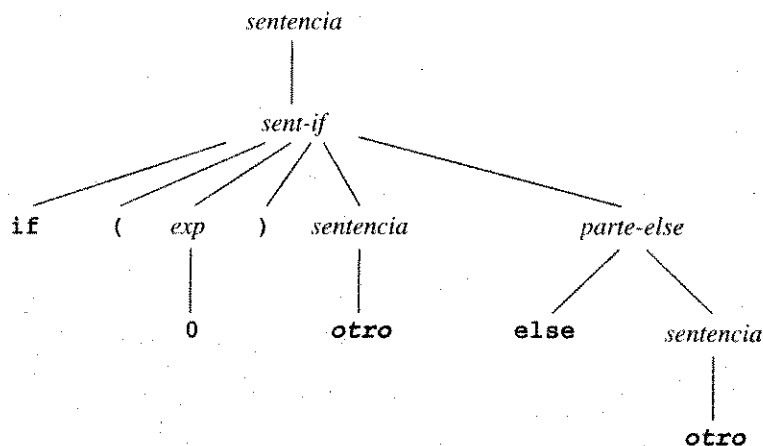 sentencia
sent-if
if ( exp ) sentencia parte-else
0 otro else sentencia
otro